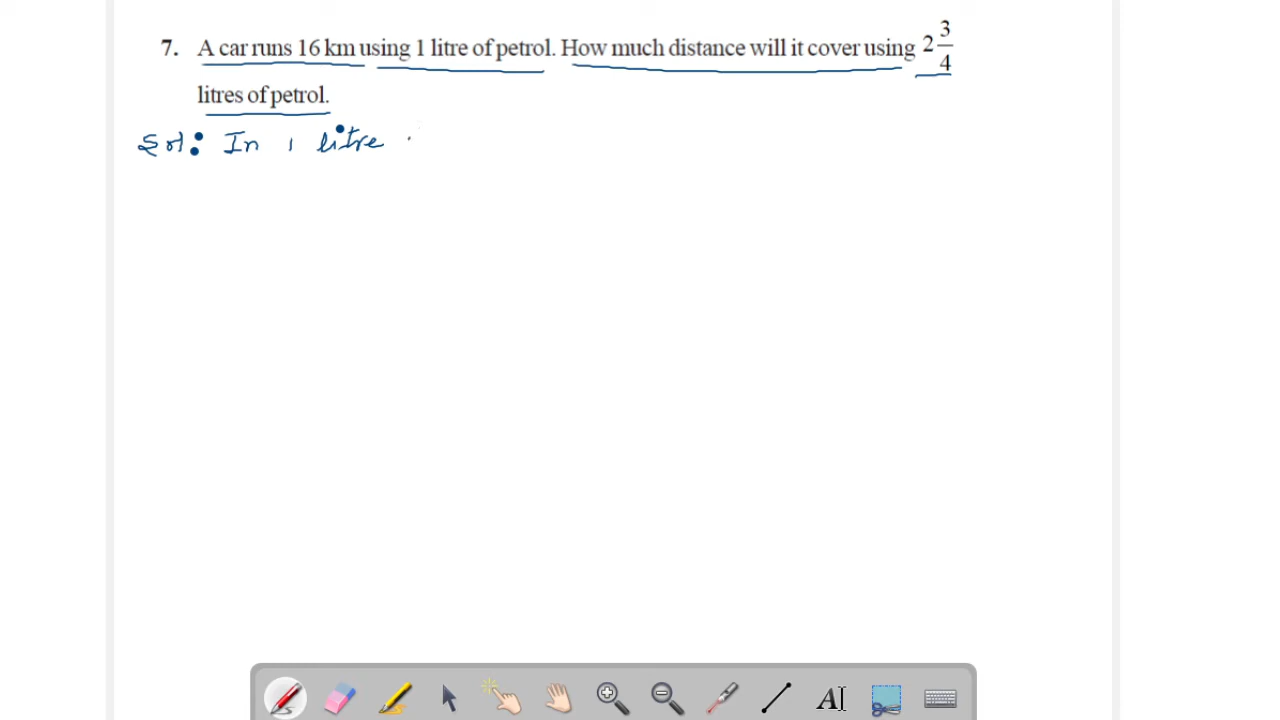 7. A car runs 16 km using 1 litre of petrol. How much distance will it cover using 2 3/4
litres of petrol.
Sol: In 1 litre